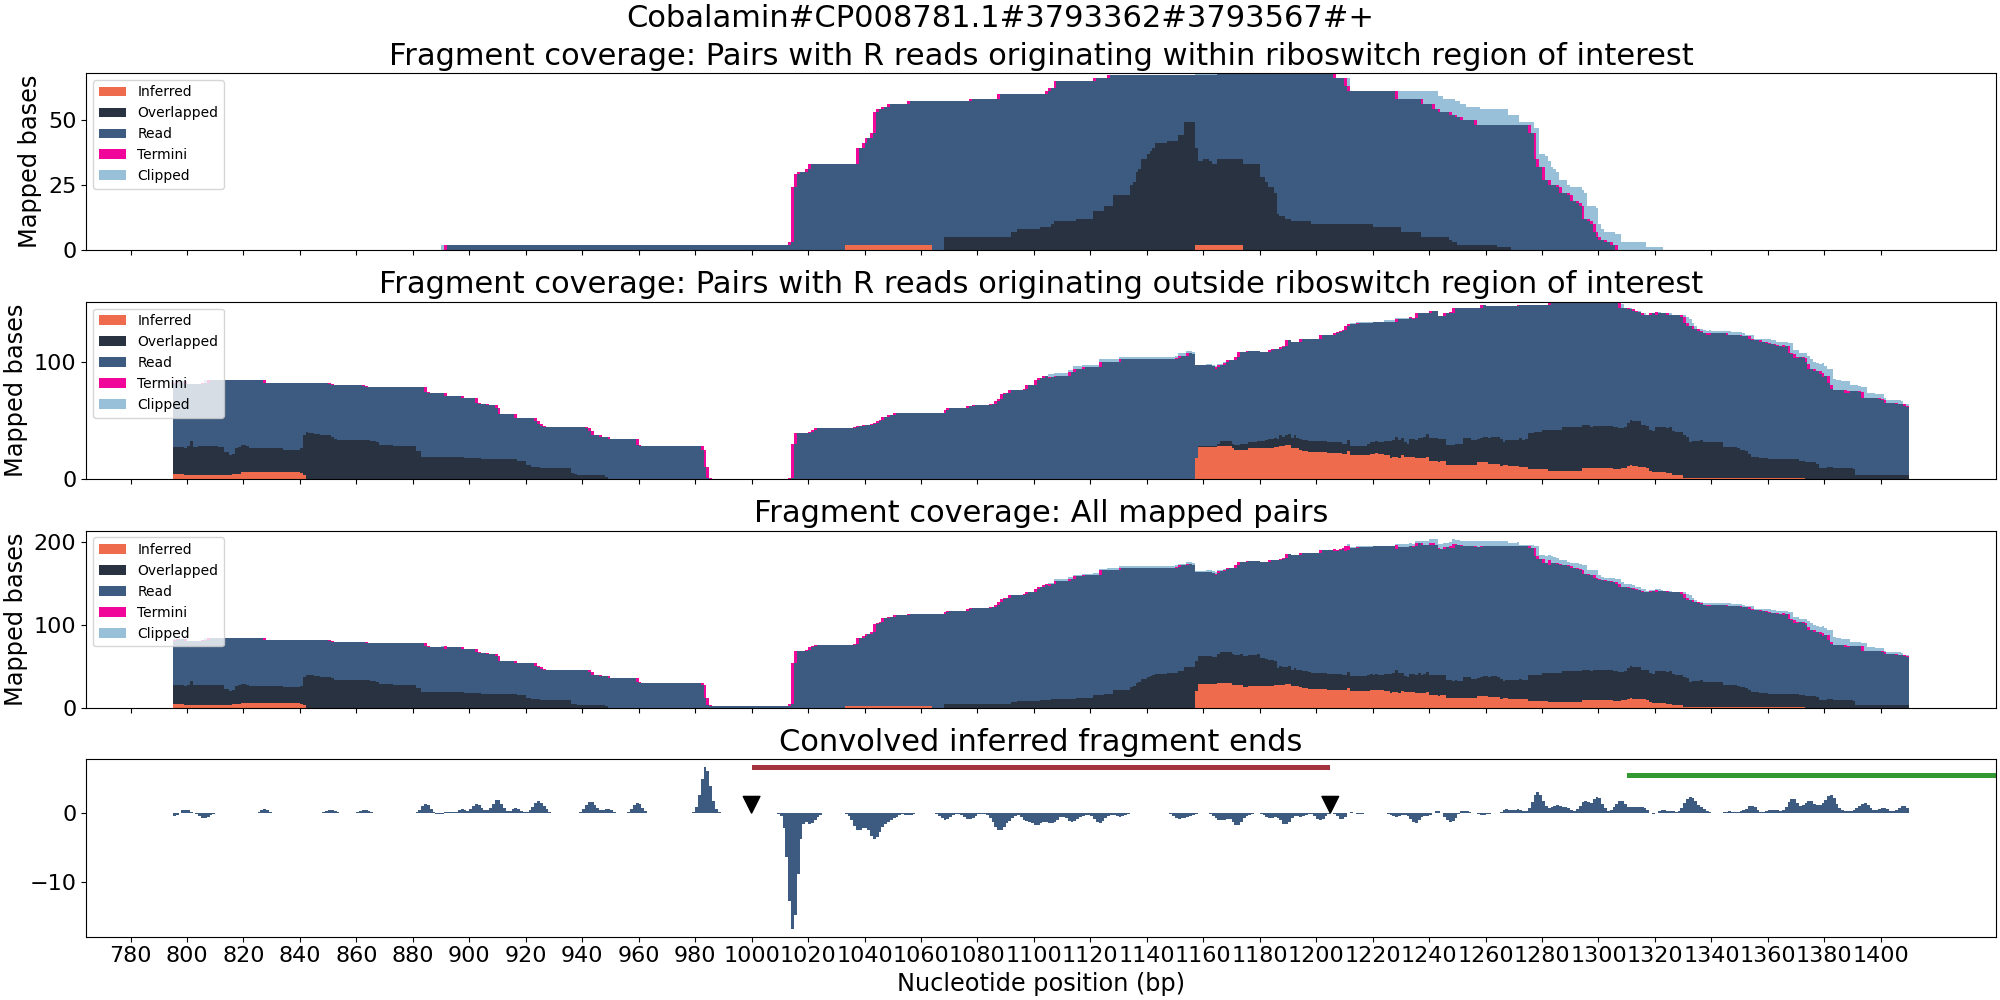 Cobalamin#CP008781.1#3793362#3793567#+
Fragment coverage: Pairs with R reads originating within riboswitch region of interest
Mapped bases
50
25
0
Inferred
Overlapped
Read
Termini
Clipped
Fragment coverage: Pairs with R reads originating outside riboswitch region of interest
Mapped bases
100
0
Inferred
Overlapped
Read
Termini
Clipped
Fragment coverage: All mapped pairs
Mapped bases
200
100
0
Inferred
Overlapped
Read
Termini
Clipped
Convolved inferred fragment ends
0
−10
780 800 820 840 860 880 900 920 940 960 980 1000 1020 1040 1060 1080 1100 1120 1140 1160 1180 1200 1220 1240 1260 1280 1300 1320 1340 1360 1380 1400
Nucleotide position (bp)